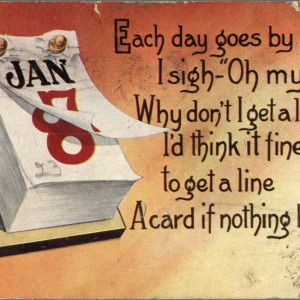 JAN
8
Each day goes by
I sigh-"Oh my
Why don't I get a
I'd think it fine
to get a line
A card if nothing